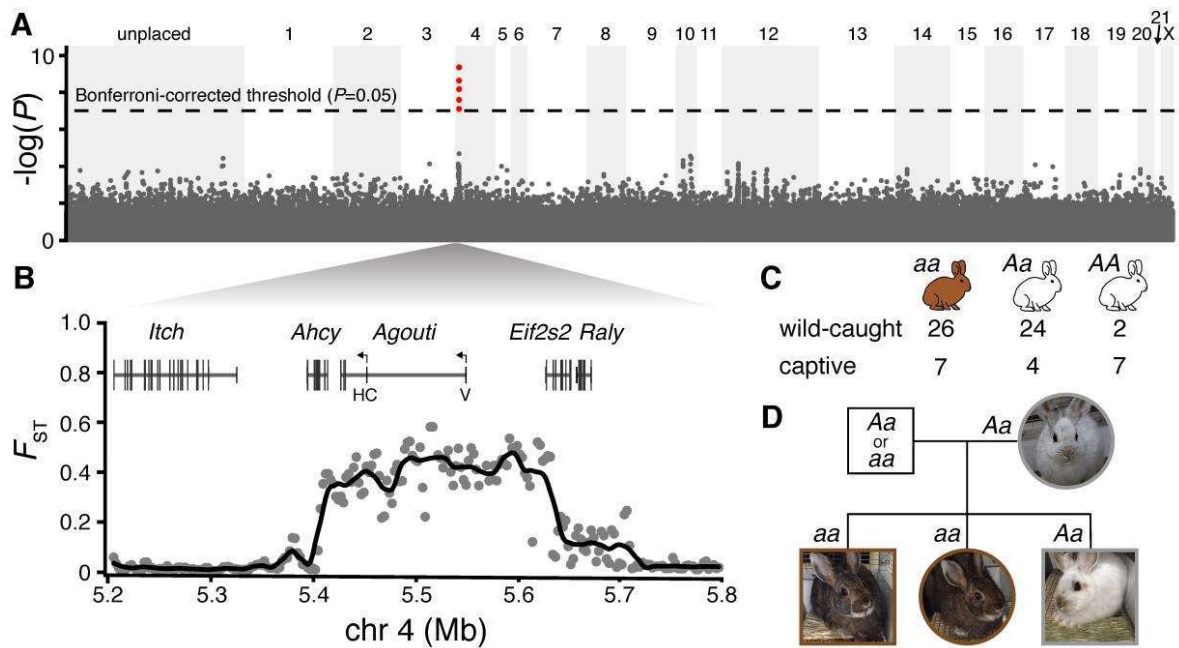 A
unplaced 1 2 3 4 5 6 7 8 9 10 11 12 13 14 15 16 17 18 19 20 21 X
10
Bonferroni-corrected threshold (P=0.05)
-log(P)
0
B
1.0
Itch Ahcy Agouti Eif2s2 Raly
0.8
HC V
0.6
FST
0.4
0.2
0
5.2 5.3 5.4 5.5 5.6 5.7 5.8
chr 4 (Mb)
C
aa Aa AA
wild-caught 26 24 2
captive 7 4 7
D
Aa
or
aa
Aa
aa aa Aa